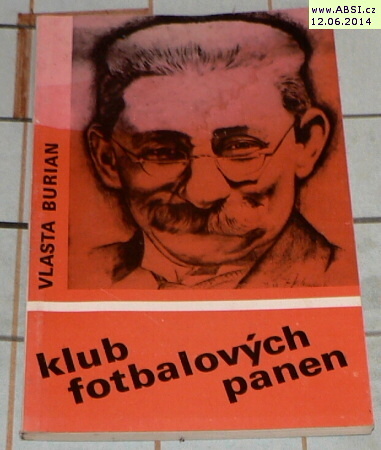 www.ABSI.cz
12.06.2014
VLASTA BURIAN
klub
fotbalových
panen